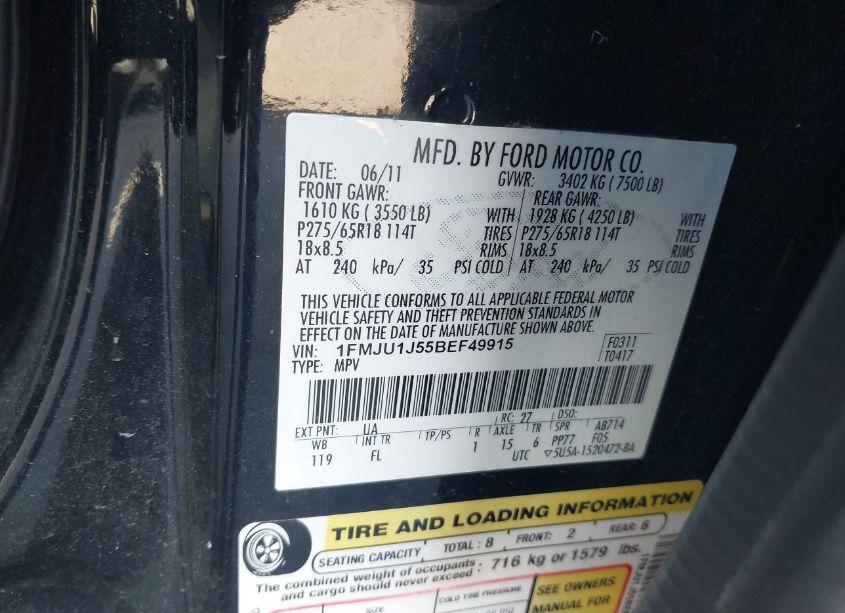 MFD. BY FORD MOTOR CO.
DATE: 06/11 GVWR: 3402 KG ( 7500 LB)
FRONT GAWR: REAR GAWR:
1610 KG ( 3550 LB) WITH 1928 KG ( 4250 LB) WITH
P275/65R18 114T TIRES P275/65R18 114T TIRES
18x8.5 RIMS 18x8.5 RIMS
AT 240 kPa/ 35 PSI COLD AT 240 kPa/ 35 PSI COLD
THIS VEHICLE CONFORMS TO ALL APPLICABLE FEDERAL MOTOR
VEHICLE SAFETY AND THEFT PREVENTION STANDARDS IN
EFFECT ON THE DATE OF MANUFACTURE SHOWN ABOVE.
VIN: 1FMJU1J55BEF49915 F0311
TYPE: MPV T0417
EXT PNT: UA RC: 27 DSO:
WB INT TR TP/PS R AXLE TR SPR AB714
119 FL 1 15 6 PP77 F05
UTC ▽5U5A-1520472-BA
TIRE AND LOADING INFORMATION
SEATING CAPACITY TOTAL : 8 FRONT: 2 REAR: 6
The combined weight of occupants and cargo should never exceed : 716 kg or 1579 lbs.
SIZE COLD TIRE PRESSURE SEE OWNERS
MANUAL FOR